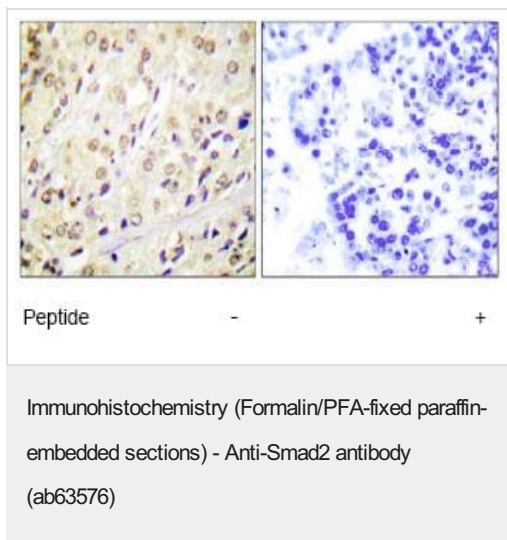 Peptide - +
Immunohistochemistry (Formalin/PFA-fixed paraffin-
embedded sections) - Anti-Smad2 antibody
(ab63576)